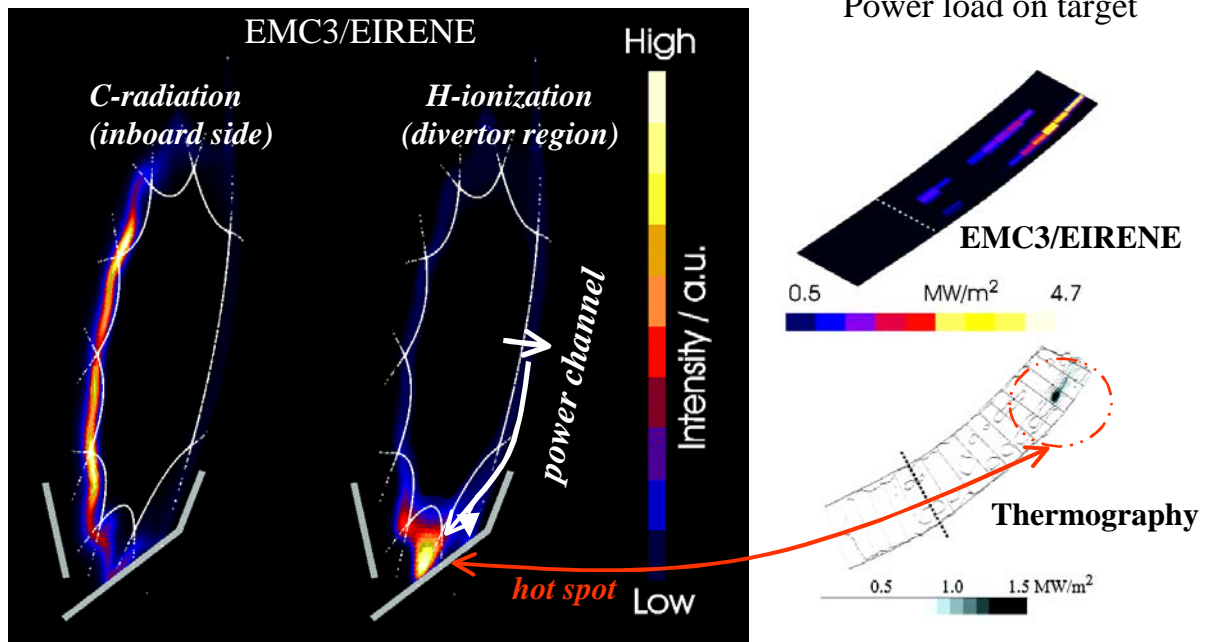 EMC3/EIRENE
C-radiation
(inboard side)
H-ionization
(divertor region)
High
Intensity / a.u.
Low
power channel
hot spot
Power load on target
EMC3/EIRENE
0.5 MW/m² 4.7
Thermography
0.5 1.0 1.5 MW/m²